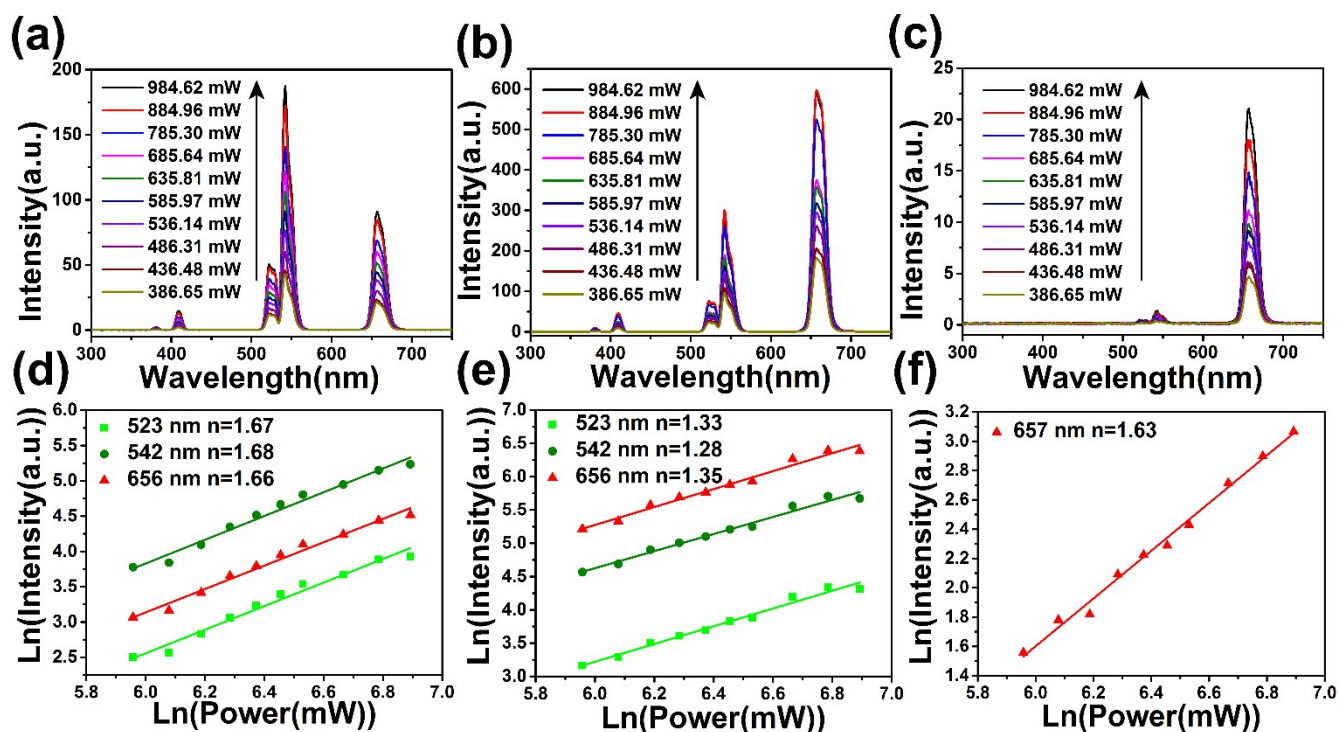 (a)
200
150
100
50
0
300 400 500 600 700
Intensity(a.u.)
Wavelength(nm)
984.62 mW
884.96 mW
785.30 mW
685.64 mW
635.81 mW
585.97 mW
536.14 mW
486.31 mW
436.48 mW
386.65 mW
(b)
600
500
400
300
200
100
0
300 400 500 600 700
Intensity(a.u.)
Wavelength(nm)
984.62 mW
884.96 mW
785.30 mW
685.64 mW
635.81 mW
585.97 mW
536.14 mW
486.31 mW
436.48 mW
386.65 mW
(c)
25
20
15
10
5
0
300 400 500 600 700
Intensity(a.u.)
Wavelength(nm)
984.62 mW
884.96 mW
785.30 mW
685.64 mW
635.81 mW
585.97 mW
536.14 mW
486.31 mW
436.48 mW
386.65 mW
(d)
6.0
5.5
5.0
4.5
4.0
3.5
3.0
2.5
5.8 6.0 6.2 6.4 6.6 6.8 7.0
Ln(Intensity(a.u.))
Ln(Power(mW))
523 nm n=1.67
542 nm n=1.68
656 nm n=1.66
(e)
7.0
6.5
6.0
5.5
5.0
4.5
4.0
3.5
3.0
5.8 6.0 6.2 6.4 6.6 6.8 7.0
Ln(Intensity(a.u.))
Ln(Power(mW))
523 nm n=1.33
542 nm n=1.28
656 nm n=1.35
(f)
3.2
3.0
2.8
2.6
2.4
2.2
2.0
1.8
1.6
1.4
5.8 6.0 6.2 6.4 6.6 6.8 7.0
Ln(Intensity(a.u.))
Ln(Power(mW))
657 nm n=1.63